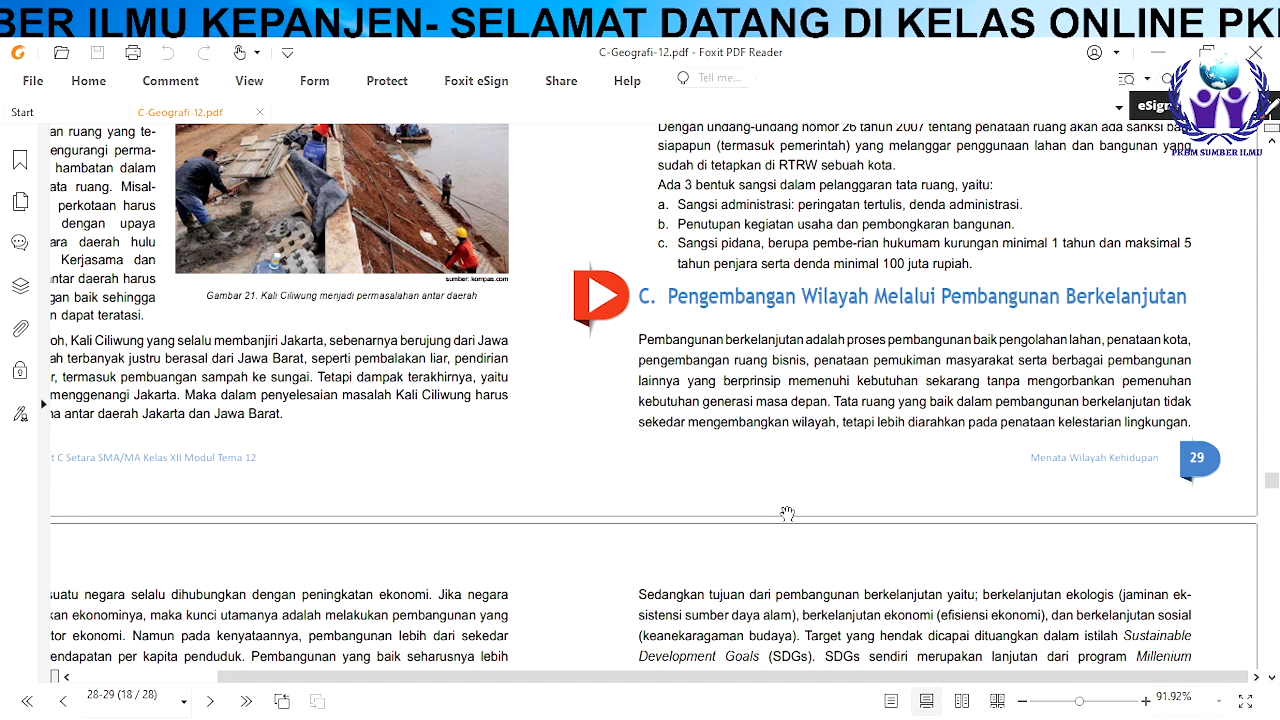 BER ILMU KEPANJEN- SELAMAT DATANG DI KELAS ONLINE PK
C-Geografi-12.pdf - Foxit PDF Reader
File Home Comment View Form Protect Foxit eSign Share Help Tell me...
Start C-Geografi-12.pdf
eSign
PKBM SUMBER ILMU
an ruang yang te-
engurangi perma-
hambatan dalam
ata ruang. Misal-
perkotaan harus
dengan upaya
ara daerah hulu
Kerjasama dan
antar daerah harus
gan baik sehingga
n dapat teratasi.
sumber: kompas.com
Gambar 21. Kali Ciliwung menjadi permasalahan antar daerah
oh, Kali Ciliwung yang selalu membanjiri Jakarta, sebenarnya berujung dari Jawa
ah terbanyak justru berasal dari Jawa Barat, seperti pembalakan liar, pendirian
r, termasuk pembuangan sampah ke sungai. Tetapi dampak terakhirnya, yaitu
menggenangi Jakarta. Maka dalam penyelesaian masalah Kali Ciliwung harus
na antar daerah Jakarta dan Jawa Barat.
t C Setara SMA/MA Kelas XII Modul Tema 12
Dengan undang-undang nomor 26 tahun 2007 tentang penataan ruang akan ada sanksi bagi
siapapun (termasuk pemerintah) yang melanggar penggunaan lahan dan bangunan yang
sudah di tetapkan di RTRW sebuah kota.
Ada 3 bentuk sangsi dalam pelanggaran tata ruang, yaitu:
a. Sangsi administrasi: peringatan tertulis, denda administrasi.
b. Penutupan kegiatan usaha dan pembongkaran bangunan.
c. Sangsi pidana, berupa pembe-rian hukumam kurungan minimal 1 tahun dan maksimal 5
tahun penjara serta denda minimal 100 juta rupiah.
C. Pengembangan Wilayah Melalui Pembangunan Berkelanjutan
Pembangunan berkelanjutan adalah proses pembangunan baik pengolahan lahan, penataan kota,
pengembangan ruang bisnis, penataan pemukiman masyarakat serta berbagai pembangunan
lainnya yang berprinsip memenuhi kebutuhan sekarang tanpa mengorbankan pemenuhan
kebutuhan generasi masa depan. Tata ruang yang baik dalam pembangunan berkelanjutan tidak
sekedar mengembangkan wilayah, tetapi lebih diarahkan pada penataan kelestarian lingkungan.
Menata Wilayah Kehidupan 29
suatu negara selalu dihubungkan dengan peningkatan ekonomi. Jika negara
kan ekonominya, maka kunci utamanya adalah melakukan pembangunan yang
tor ekonomi. Namun pada kenyataannya, pembangunan lebih dari sekedar
endapatan per kapita penduduk. Pembangunan yang baik seharusnya lebih
Sedangkan tujuan dari pembangunan berkelanjutan yaitu; berkelanjutan ekologis (jaminan ek-
sistensi sumber daya alam), berkelanjutan ekonomi (efisiensi ekonomi), dan berkelanjutan sosial
(keanekaragaman budaya). Target yang hendak dicapai dituangkan dalam istilah Sustainable
Development Goals (SDGs). SDGs sendiri merupakan lanjutan dari program Millenium
28-29 (18 / 28)
91.92%